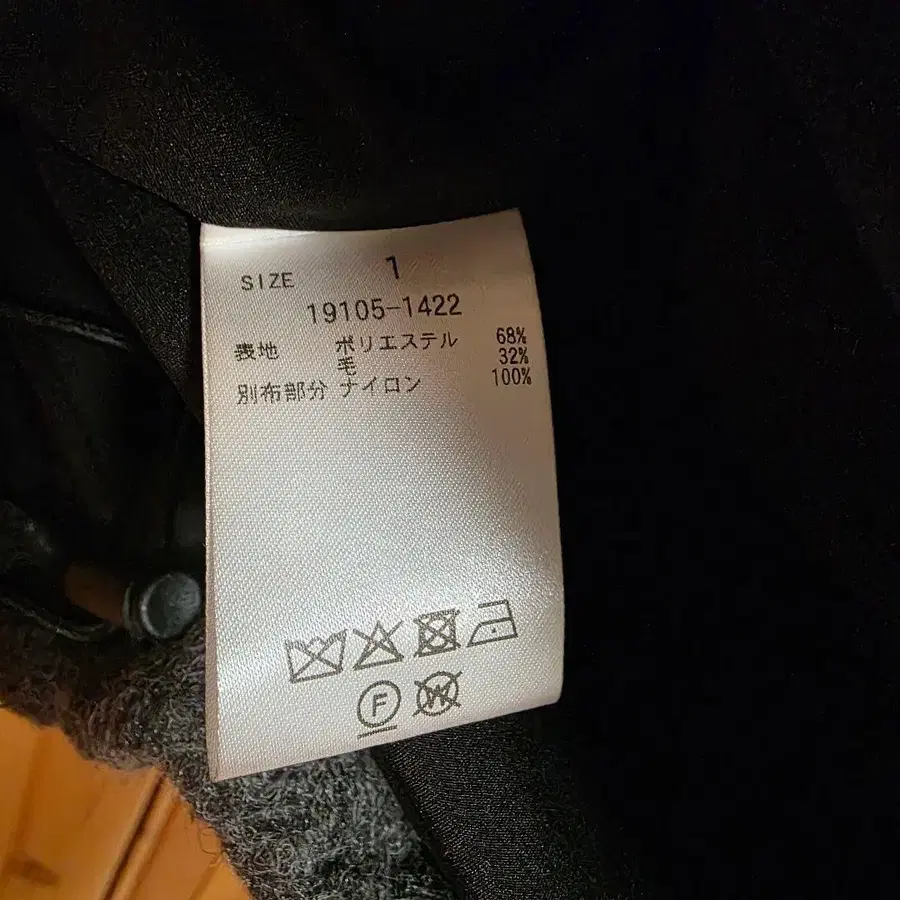 SIZE 1
19105-1422
表地 ポリエステル 68%
毛 32%
別布部分 ナイロン 100%
F W